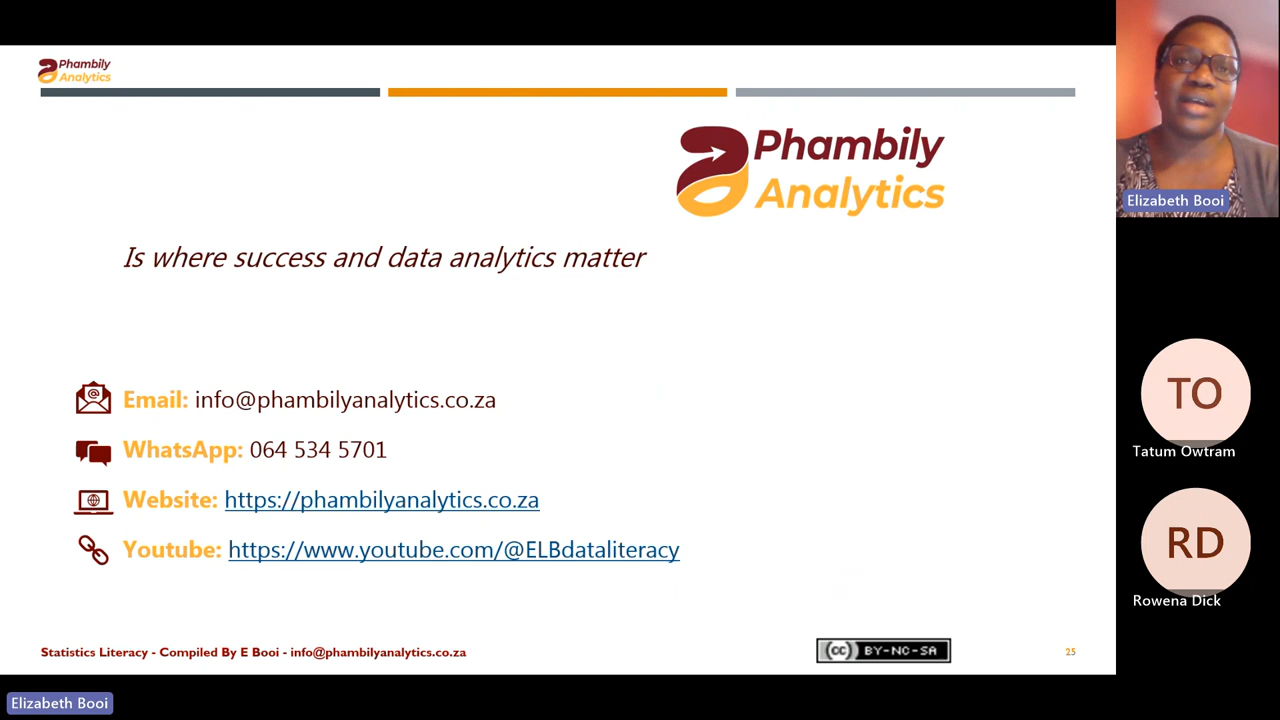 Phambily
Analytics
Phambily
Analytics
Is where success and data analytics matter
Email: info@phambilyanalytics.co.za
WhatsApp: 064 534 5701
Website: https://phambilyanalytics.co.za
Youtube: https://www.youtube.com/@ELBdataliteracy
Statistics Literacy - Compiled By E Booi - info@phambilyanalytics.co.za
cc BY-NC-SA
25
Elizabeth Booi
TO
Tatum Owtram
RD
Rowena Dick
Elizabeth Booi